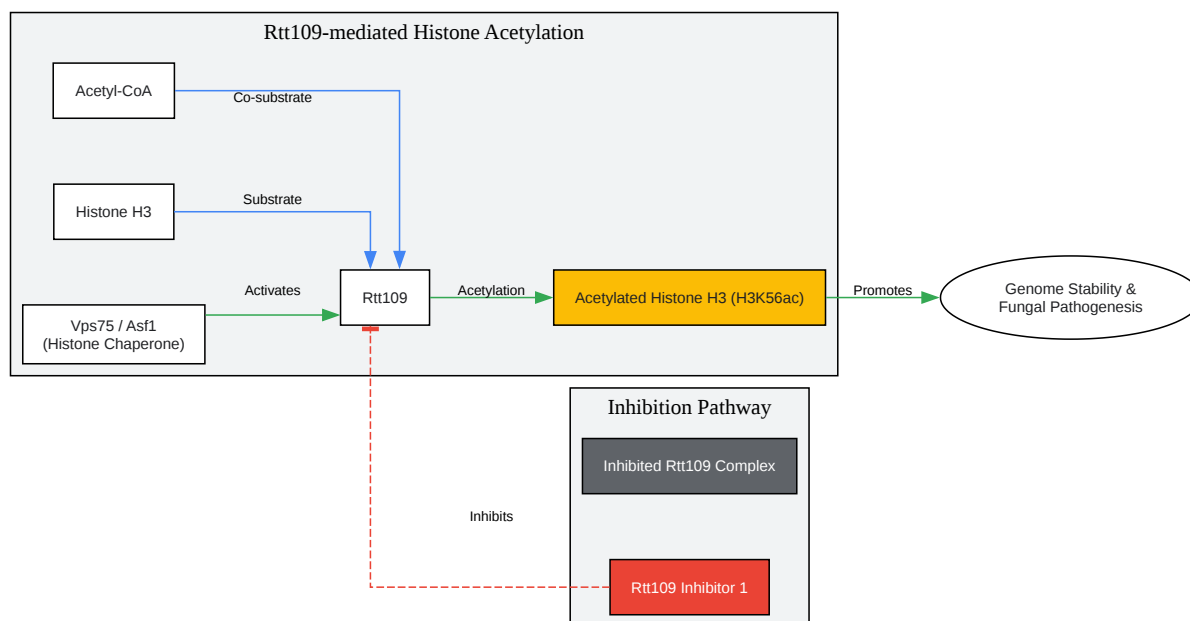 Rtt109-mediated Histone Acetylation
Acetyl-CoA
Co-substrate
Histone H3
Substrate
Activates
Vps75 / Asf1
(Histone Chaperone)
Rtt109
Acetylation
Acetylated Histone H3 (H3K56ac)
Promotes
Genome Stability &
Fungal Pathogenesis
Inhibition Pathway
Inhibited Rtt109 Complex
Inhibits
Rtt109 Inhibitor 1